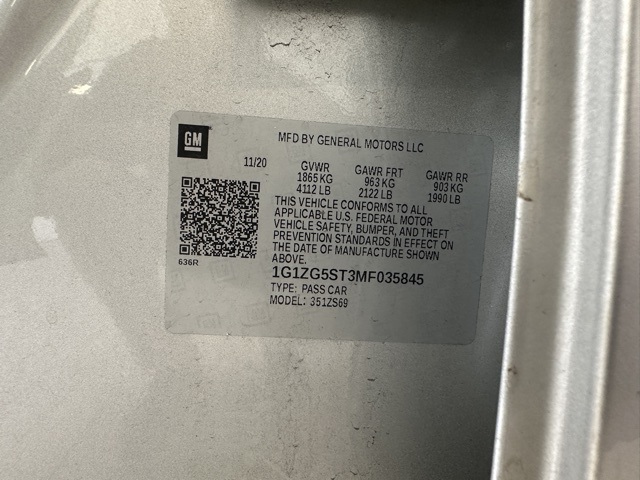 GM
MFD BY GENERAL MOTORS LLC
11/20 GVWR GAWR FRT GAWR RR
1865 KG 963 KG 903 KG
4112 LB 2122 LB 1990 LB
THIS VEHICLE CONFORMS TO ALL
APPLICABLE U.S. FEDERAL MOTOR
VEHICLE SAFETY, BUMPER, AND THEFT
PREVENTION STANDARDS IN EFFECT ON
THE DATE OF MANUFACTURE SHOWN
ABOVE.
636R
1G1ZG5ST3MF035845
TYPE: PASS CAR
MODEL: 351ZS69